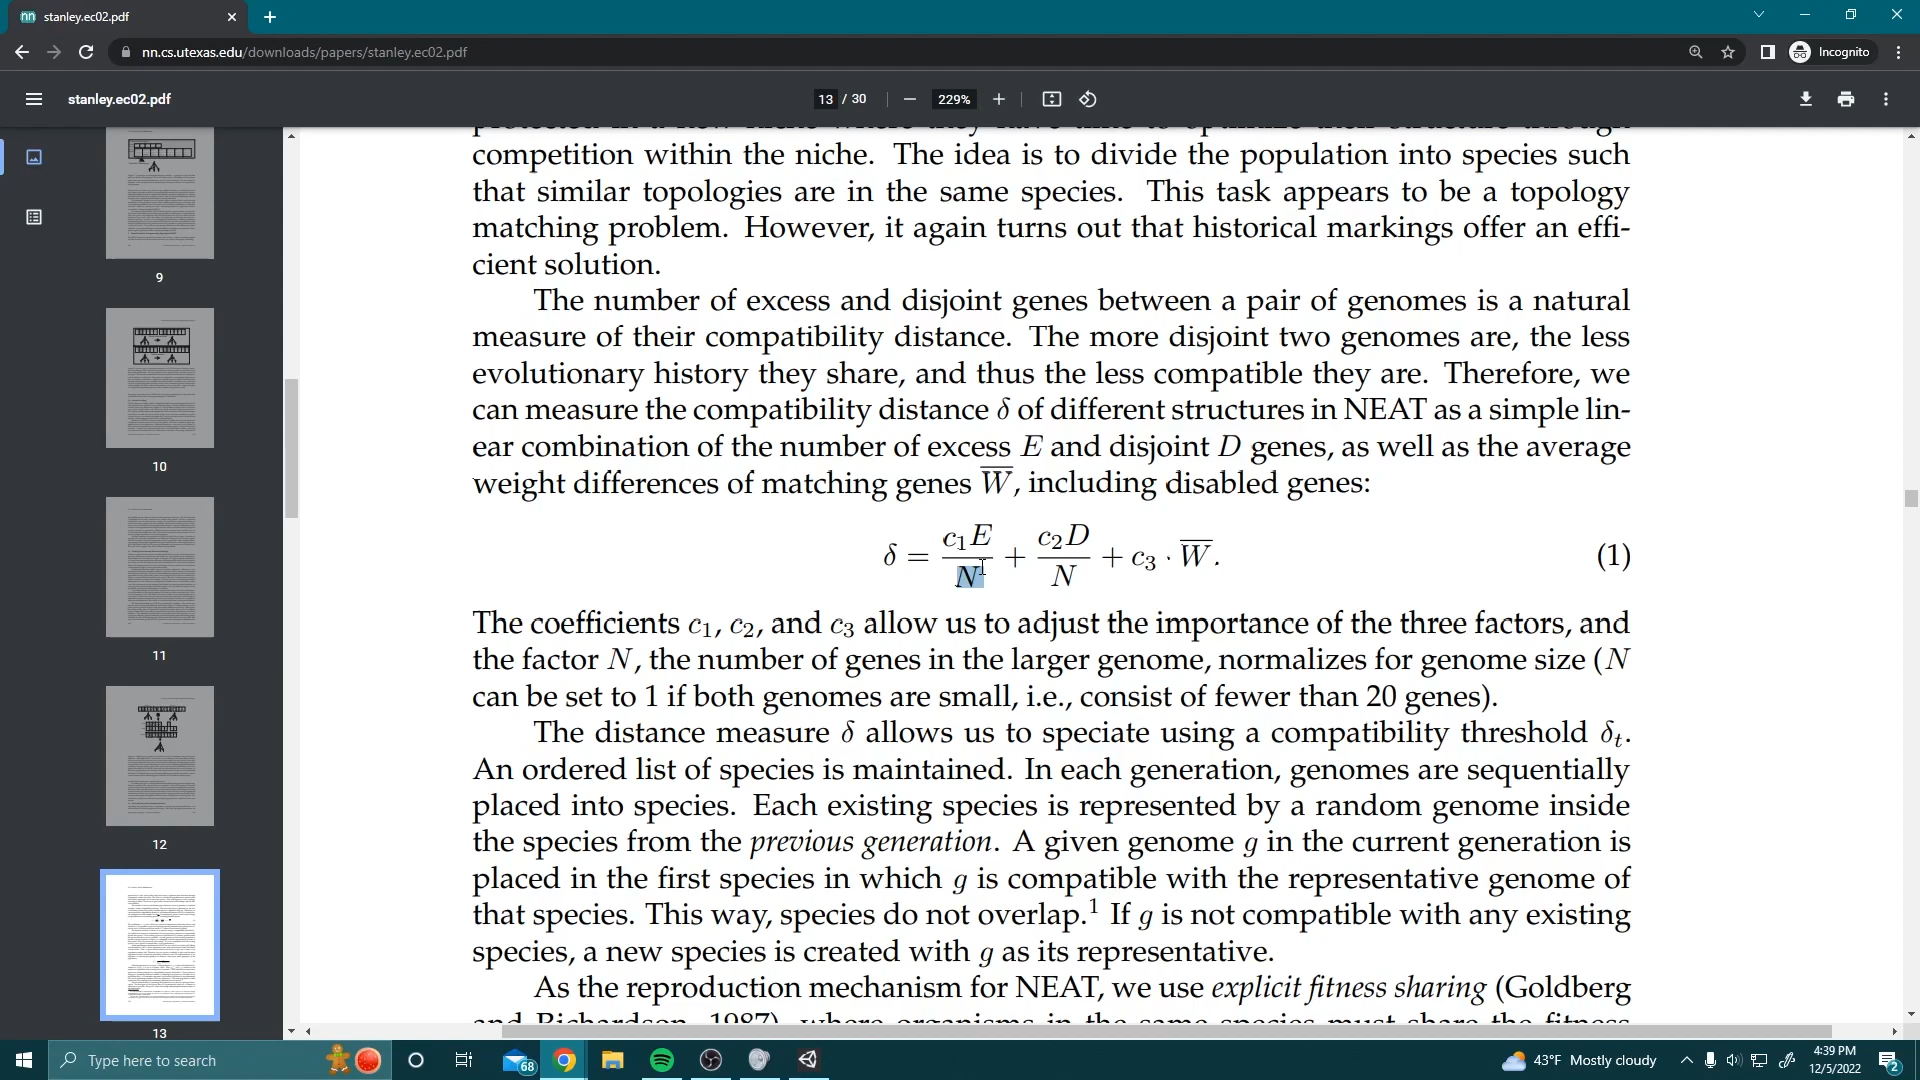 stanley.ec02.pdf
nn.cs.utexas.edu/downloads/papers/stanley.ec02.pdf
Incognito
stanley.ec02.pdf
13 / 30
229%
9
10
11
12
13
competition within the niche. The idea is to divide the population into species such
that similar topologies are in the same species. This task appears to be a topology
matching problem. However, it again turns out that historical markings offer an effi-
cient solution.
The number of excess and disjoint genes between a pair of genomes is a natural
measure of their compatibility distance. The more disjoint two genomes are, the less
evolutionary history they share, and thus the less compatible they are. Therefore, we
can measure the compatibility distance δ of different structures in NEAT as a simple lin-
ear combination of the number of excess E and disjoint D genes, as well as the average
weight differences of matching genes W̅, including disabled genes:
δ = c₁E/N + c₂D/N + c₃ · W̅. (1)
The coefficients c₁, c₂, and c₃ allow us to adjust the importance of the three factors, and
the factor N, the number of genes in the larger genome, normalizes for genome size (N
can be set to 1 if both genomes are small, i.e., consist of fewer than 20 genes).
The distance measure δ allows us to speciate using a compatibility threshold δₜ.
An ordered list of species is maintained. In each generation, genomes are sequentially
placed into species. Each existing species is represented by a random genome inside
the species from the previous generation. A given genome g in the current generation is
placed in the first species in which g is compatible with the representative genome of
that species. This way, species do not overlap.¹ If g is not compatible with any existing
species, a new species is created with g as its representative.
As the reproduction mechanism for NEAT, we use explicit fitness sharing (Goldberg
and Richardson, 1987), where organisms in the same species must share the fitness
Type here to search
68
43°F Mostly cloudy
4:39 PM
12/5/2022
2